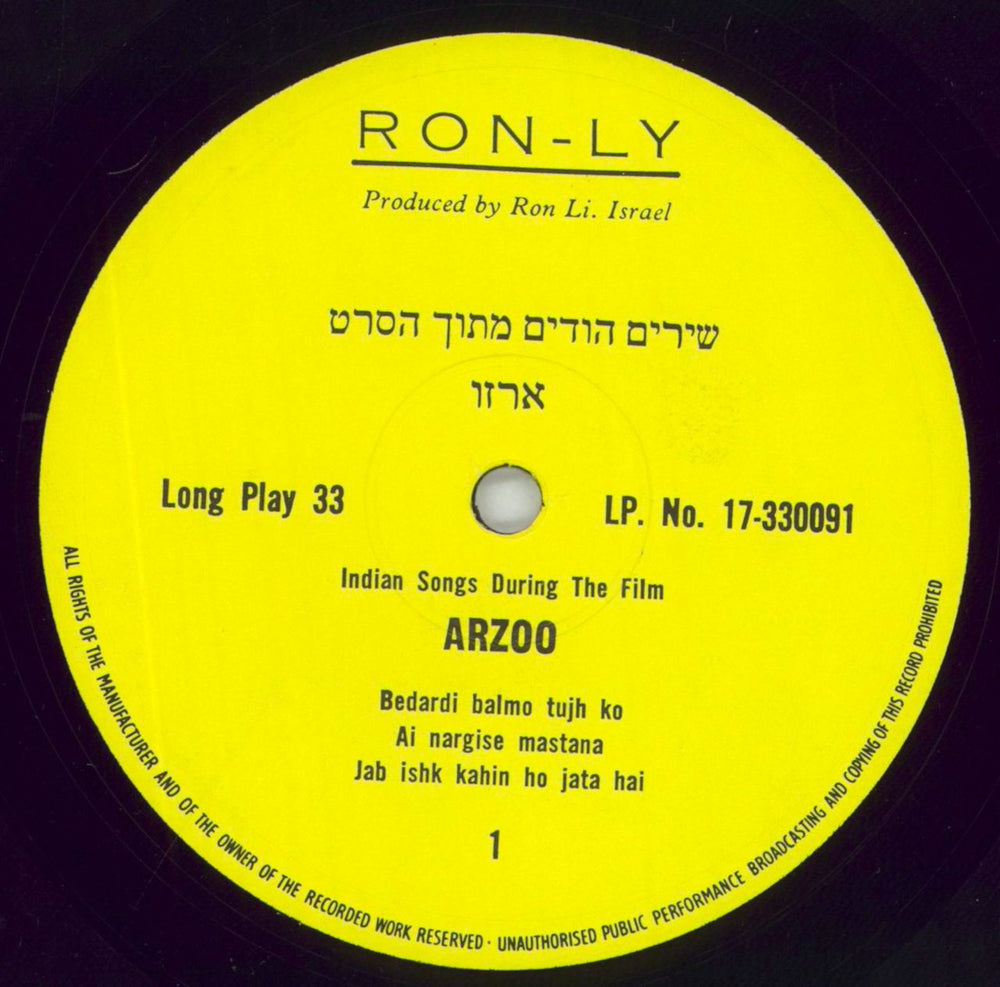 RON-LY
Produced by Ron Li. Israel
שירים הודים מתוך הסרט
ארזו
Long Play 33
LP. No. 17-330091
Indian Songs During The Film
ARZOO
Bedardi balmo tujh ko
Ai nargise mastana
Jab ishk kahin ho jata hai
1
ALL RIGHTS OF THE MANUFACTURER AND OF THE OWNER OF THE RECORDED WORK RESERVED · UNAUTHORISED PUBLIC PERFORMANCE BROADCASTING AND COPYING OF THIS RECORD PROHIBITED